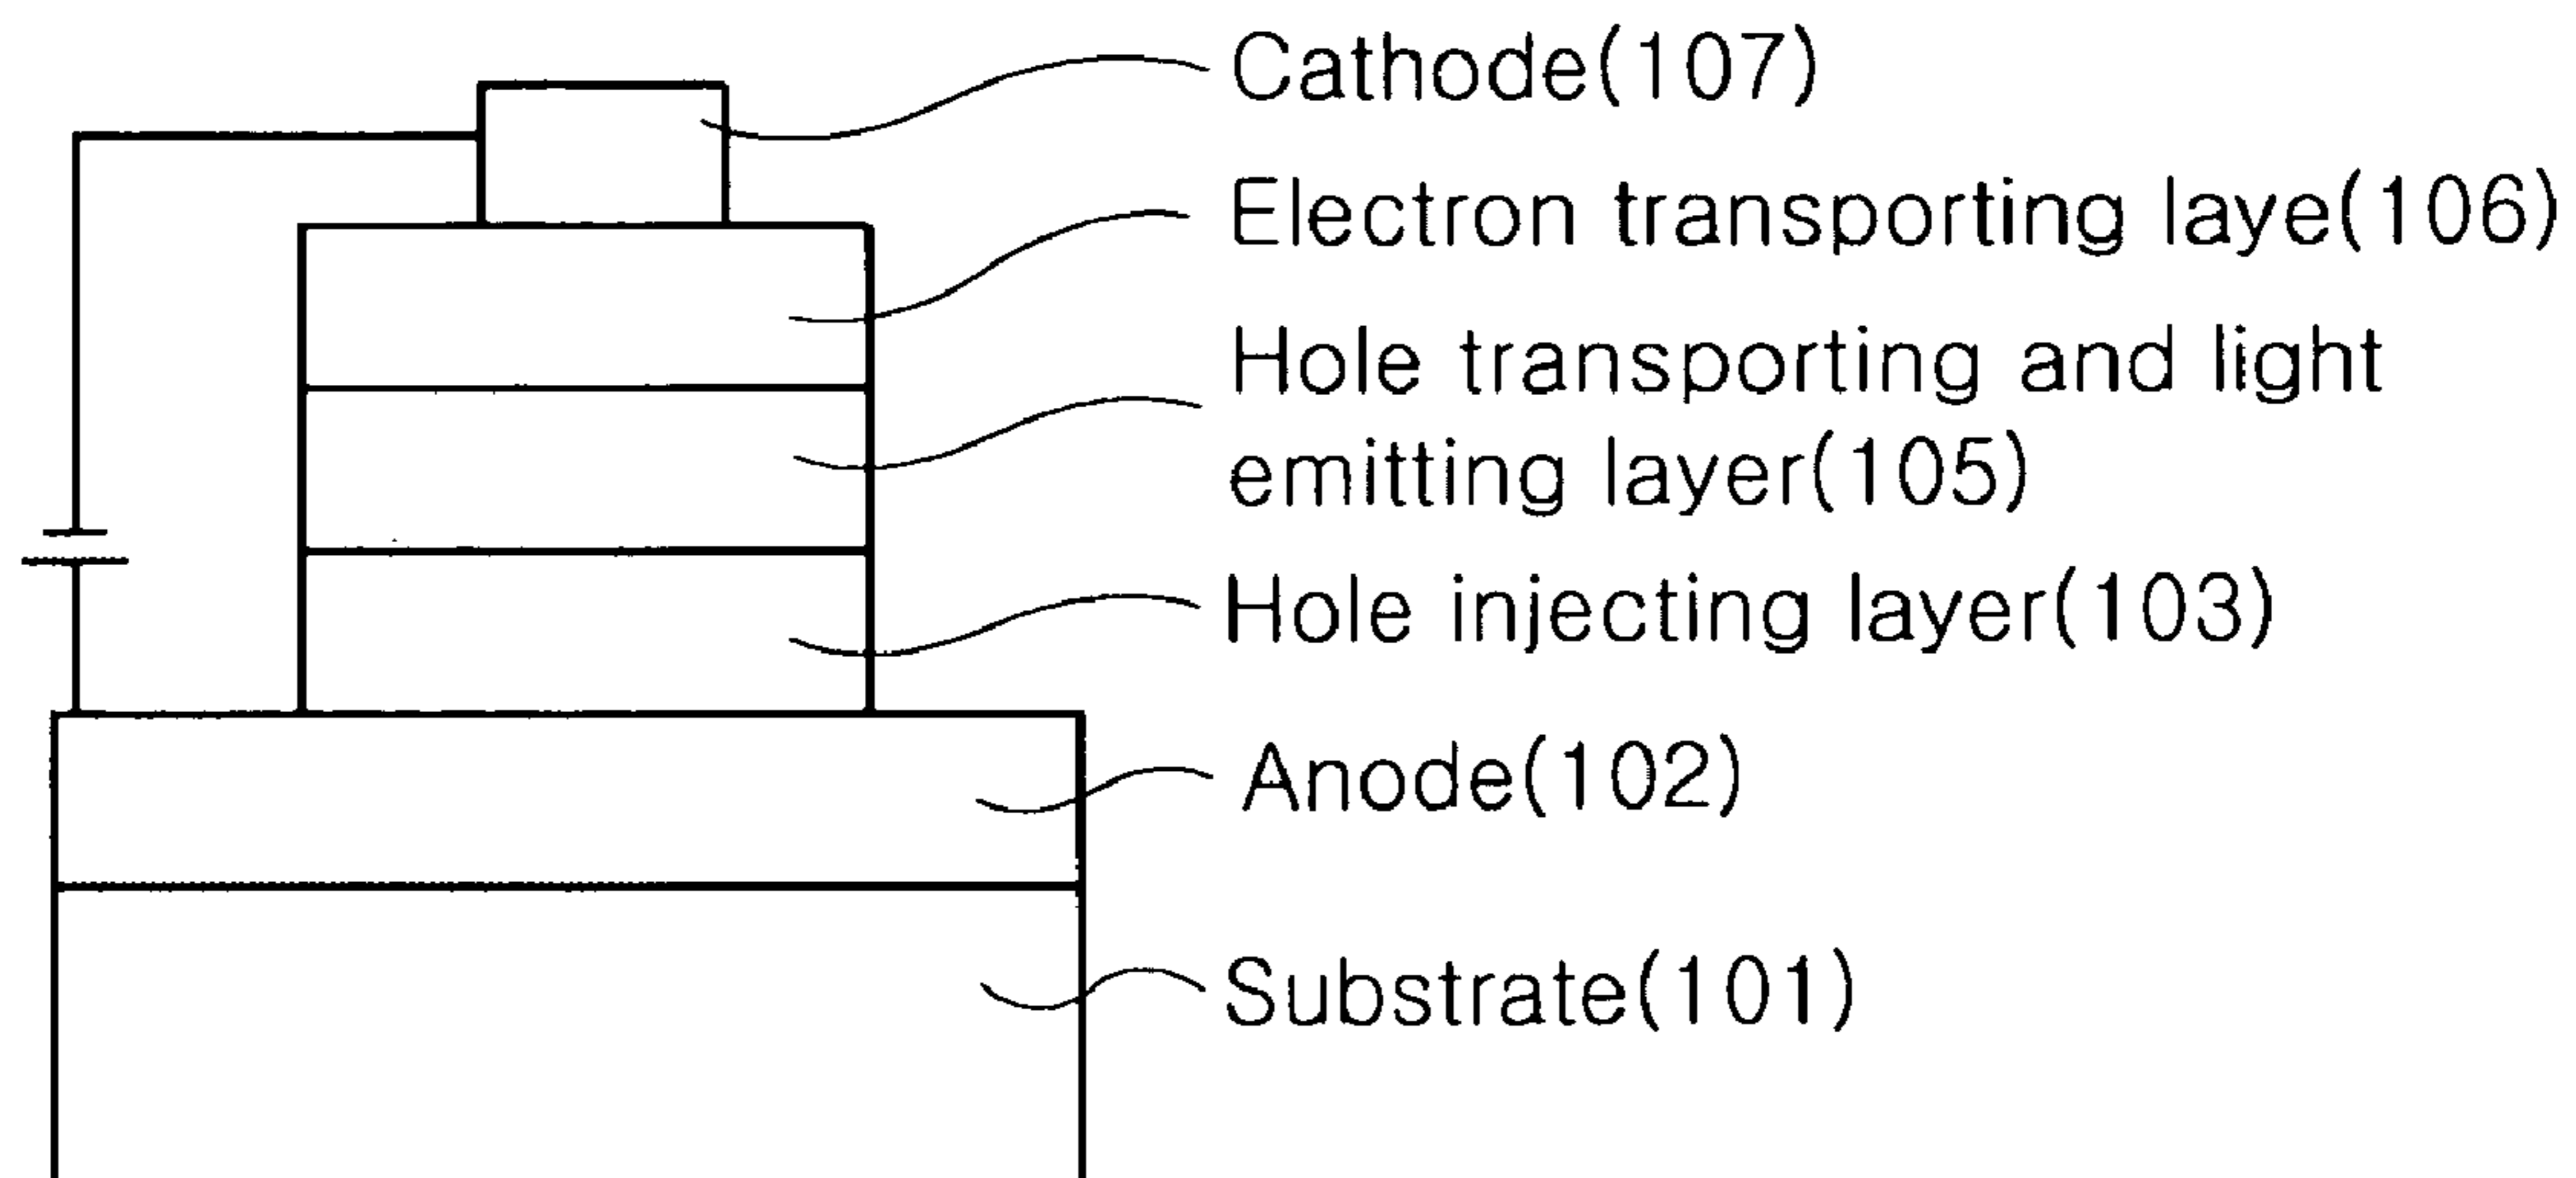 Cathode(107)
Electron transporting laye(106)
Hole transporting and light
emitting layer(105)
Hole injecting layer(103)
Anode(102)
Substrate(101)